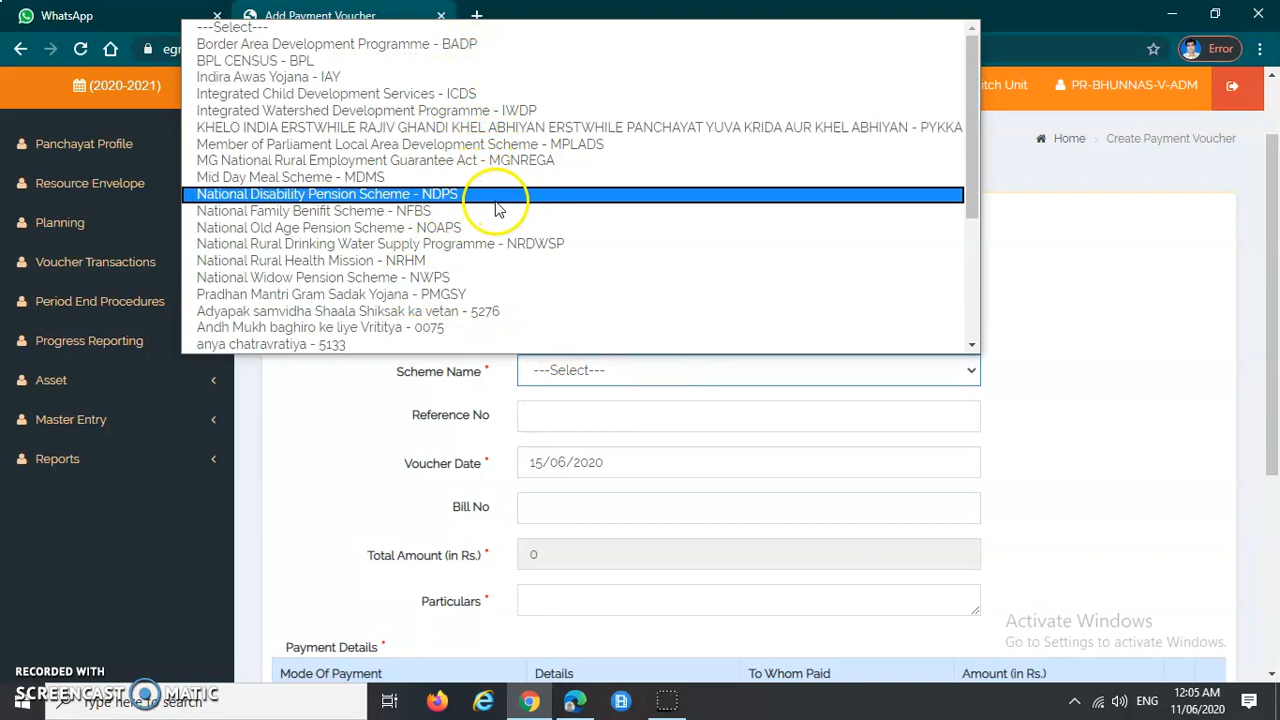 WhatsApp
Add Payment Voucher
egr
Error
(2020-2021)
itch Unit
PR-BHUNNAS-V-ADM
Home
Create Payment Voucher
Panchayat Profile
Resource Envelope
Planning
Voucher Transactions
Period End Procedures
Progress Reporting
Asset
Master Entry
Reports
---Select---
Border Area Development Programme - BADP
BPL CENSUS - BPL
Indira Awas Yojana - IAY
Integrated Child Development Services - ICDS
Integrated Watershed Development Programme - IWDP
KHELO INDIA ERSTWHILE RAJIV GHANDI KHEL ABHIYAN ERSTWHILE PANCHAYAT YUVA KRIDA AUR KHEL ABHIYAN - PYKKA
Member of Parliament Local Area Development Scheme - MPLADS
MG National Rural Employment Guarantee Act - MGNREGA
Mid Day Meal Scheme - MDMS
National Disability Pension Scheme - NDPS
National Family Benifit Scheme - NFBS
National Old Age Pension Scheme - NOAPS
National Rural Drinking Water Supply Programme - NRDWSP
National Rural Health Mission - NRHM
National Widow Pension Scheme - NWPS
Pradhan Mantri Gram Sadak Yojana - PMGSY
Adyapak samvidha Shaala Shiksak ka vetan - 5276
Andh Mukh baghiro ke liye Vrititya - 0075
anya chatravratiya - 5133
Scheme Name * ---Select---
Reference No
Voucher Date * 15/06/2020
Bill No
Total Amount (in Rs.) * 0
Particulars *
Payment Details *
Mode Of Payment Details To Whom Paid Amount (in Rs.)
Activate Windows
Go to Settings to activate Windows.
RECORDED WITH
SCREENCAST MATIC
Type here to search
ENG
12:05 AM
11/06/2020